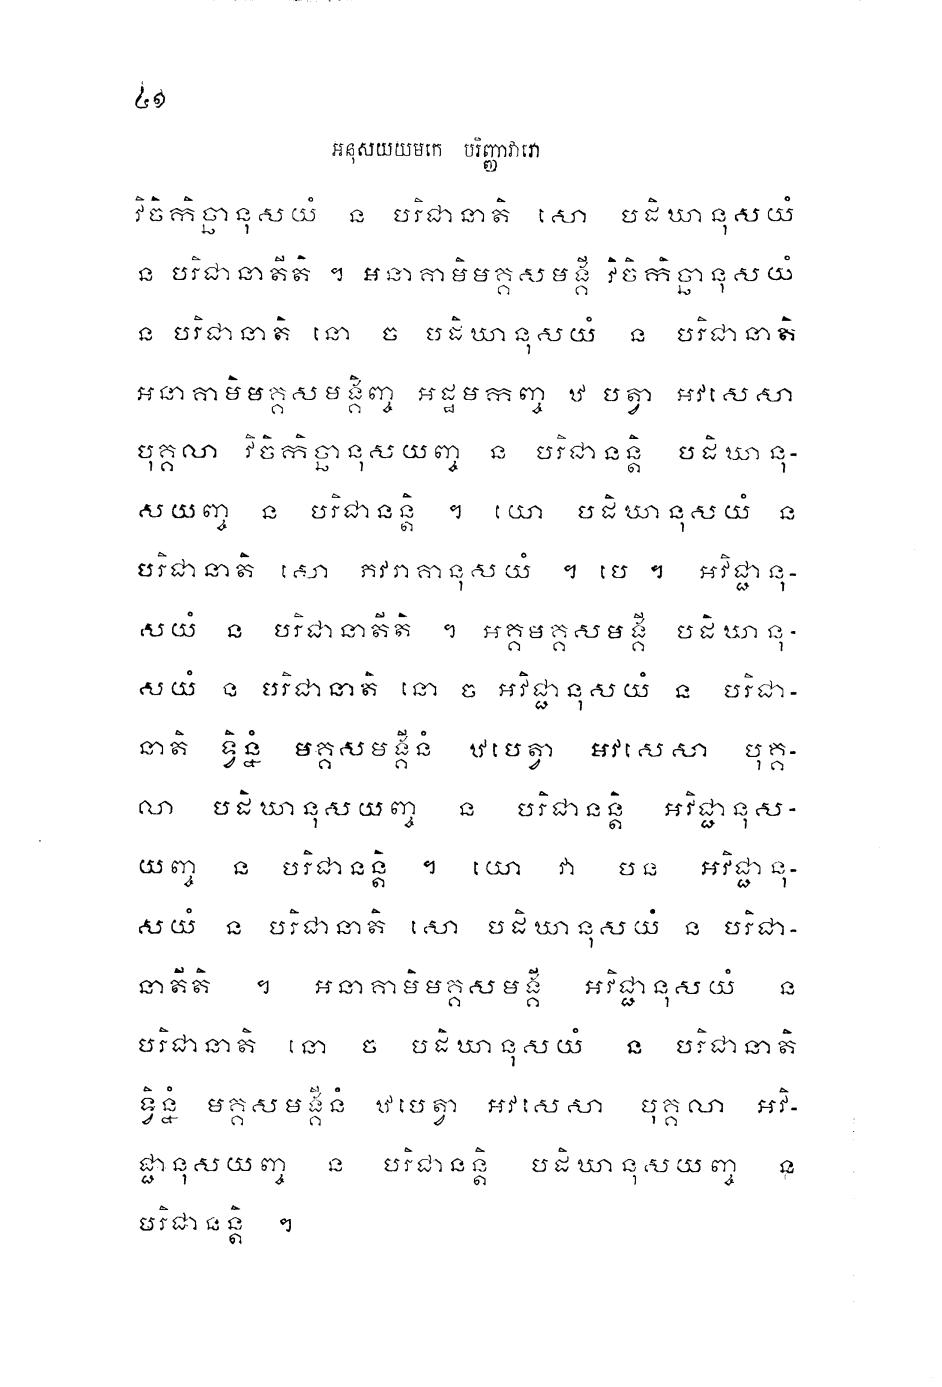 ៤១
អនុសយយមកេ បរិញ្ញាវារោ
វិចិកិច្ឆានុសយំ ន បរិជានាតិ សោ បដិឃានុសយំ
ន បរិជានាតីតិ ។ អនាគាមិមគ្គសមង្គី វិចិកិច្ឆានុសយំ
ន បរិជានាតិ នោ ច បដិឃានុសយំ ន បរិជានាតិ
អនាគាមិមគ្គសមង្គិញ្ច អដ្ឋមកញ្ច ឋបេត្វា អវសេសា
បុគ្គលា វិចិកិច្ឆានុសយញ្ច ន បរិជានន្តិ បដិឃានុ-
សយញ្ច ន បរិជានន្តិ ។ យោ បដិឃានុសយំ ន
បរិជានាតិ សោ ភវរាគានុសយំ ។ បេ ។ អវិជ្ជានុ-
សយំ ន បរិជានាតីតិ ។ អគ្គមគ្គសមង្គី បដិឃានុ-
សយំ ន បរិជានាតិ នោ ច អវិជ្ជានុសយំ ន បរិជា-
នាតិ ទ្វិន្នំ មគ្គសមង្គីនំ ឋបេត្វា អវសេសា បុគ្គ-
លា បដិឃានុសយញ្ច ន បរិជានន្តិ អវិជ្ជានុស-
យញ្ច ន បរិជានន្តិ ។ យោ វា បន អវិជ្ជានុ-
សយំ ន បរិជានាតិ សោ បដិឃានុសយំ ន បរិជា-
នាតីតិ ។ អនាគាមិមគ្គសមង្គី អវិជ្ជានុសយំ ន
បរិជានាតិ នោ ច បដិឃានុសយំ ន បរិជានាតិ
ទ្វិន្នំ មគ្គសមង្គីនំ ឋបេត្វា អវសេសា បុគ្គលា អវិ-
ជ្ជានុសយញ្ច ន បរិជានន្តិ បដិឃានុសយញ្ច ន
បរិជានន្តិ ។